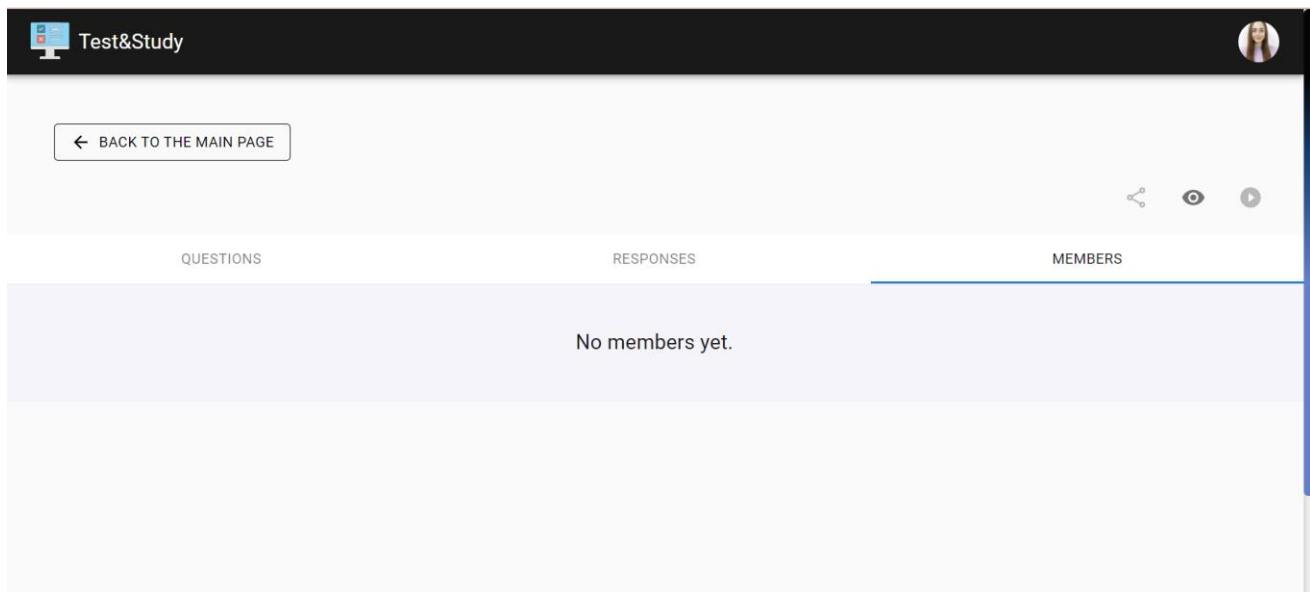 Test&Study
BACK TO THE MAIN PAGE
QUESTIONS RESPONSES MEMBERS
No members yet.